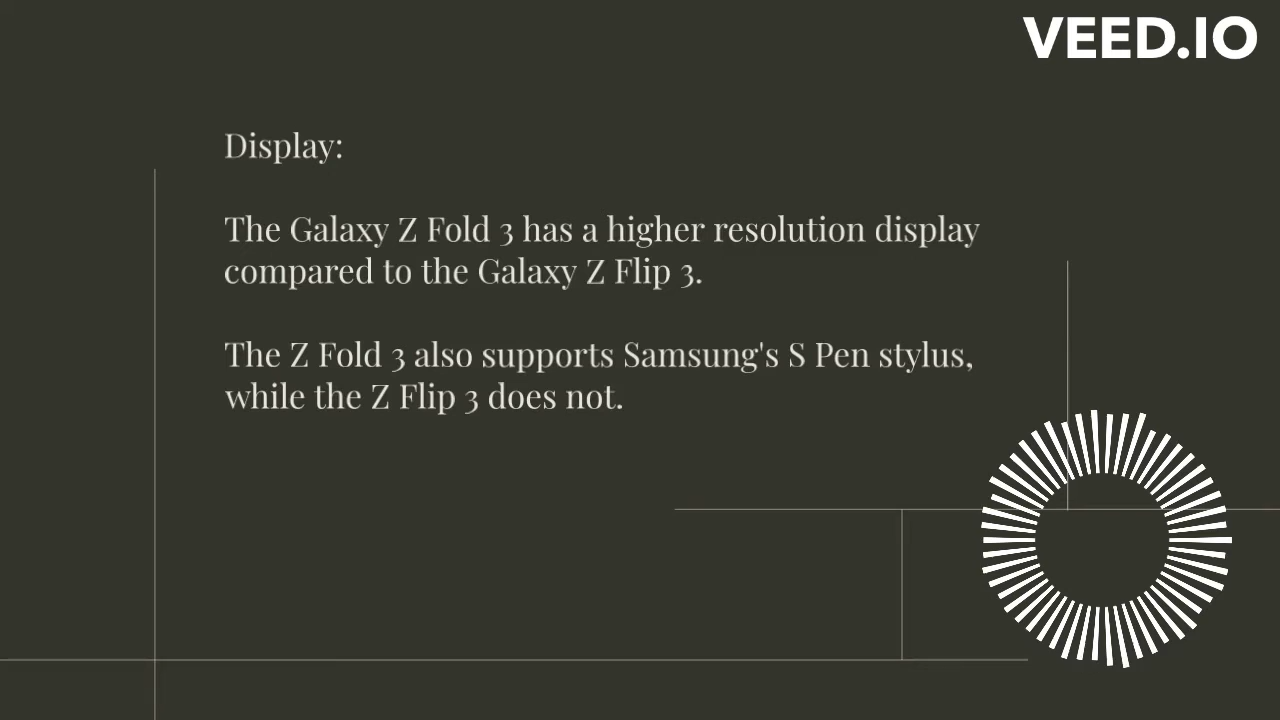 VEED.IO
Display:
The Galaxy Z Fold 3 has a higher resolution display
compared to the Galaxy Z Flip 3.
The Z Fold 3 also supports Samsung's S Pen stylus,
while the Z Flip 3 does not.